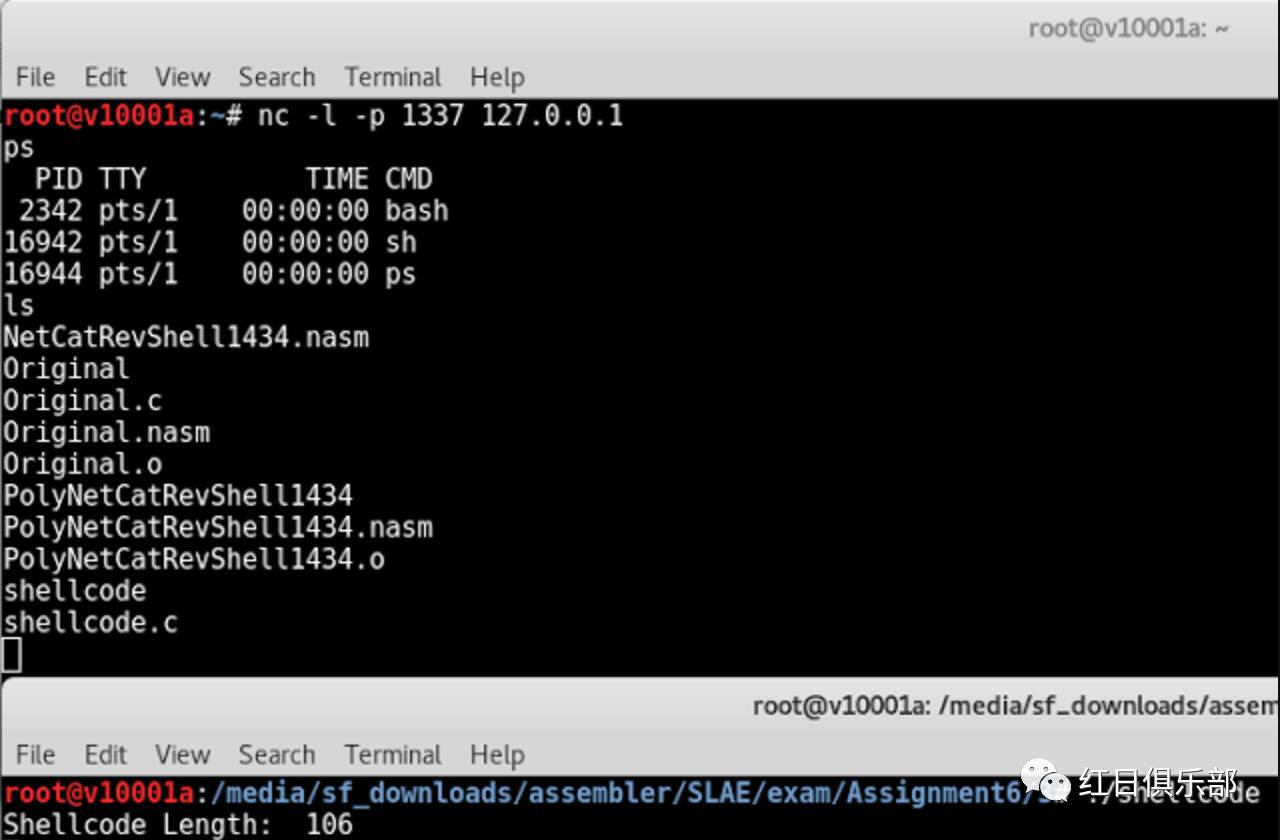 root@v10001a: ~
File Edit View Search Terminal Help
root@v10001a:~# nc -l -p 1337 127.0.0.1
ps
  PID TTY          TIME CMD
 2342 pts/1    00:00:00 bash
16942 pts/1    00:00:00 sh
16944 pts/1    00:00:00 ps
ls
NetCatRevShell1434.nasm
Original
Original.c
Original.nasm
Original.o
PolyNetCatRevShell1434
PolyNetCatRevShell1434.nasm
PolyNetCatRevShell1434.o
shellcode
shellcode.c
root@v10001a: /media/sf_downloads/assem
File Edit View Search Terminal Help
root@v10001a:/media/sf_downloads/assembler/SLAE/exam/Assignment6/ ./shellcode
红日俱乐部
Shellcode Length:  106